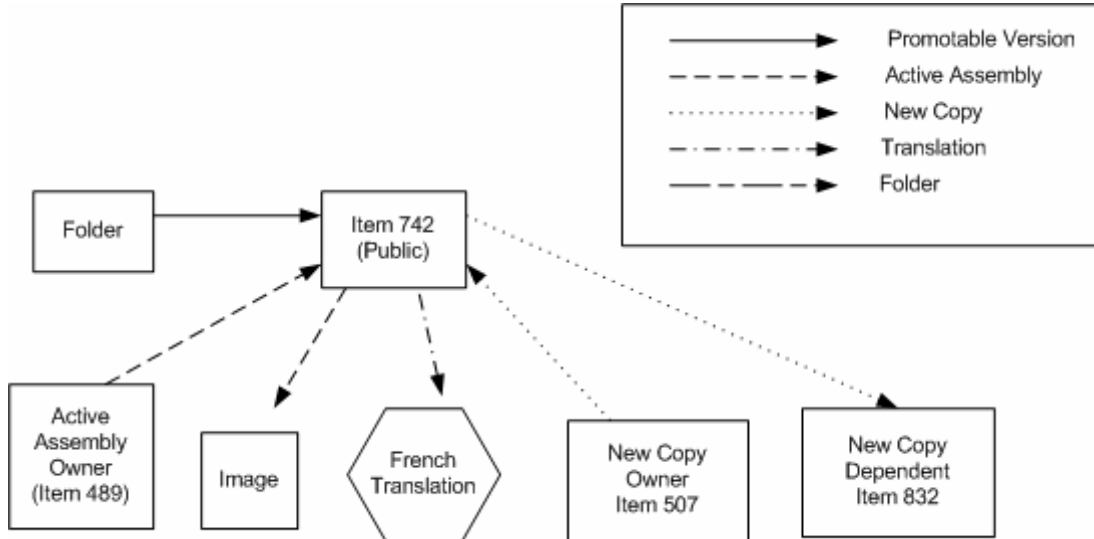 Promotable Version
Active Assembly
New Copy
Translation
Folder
Folder
Item 742
(Public)
Active
Assembly
Owner
(Item 489)
Image
French
Translation
New Copy
Owner
Item 507
New Copy
Dependent
Item 832